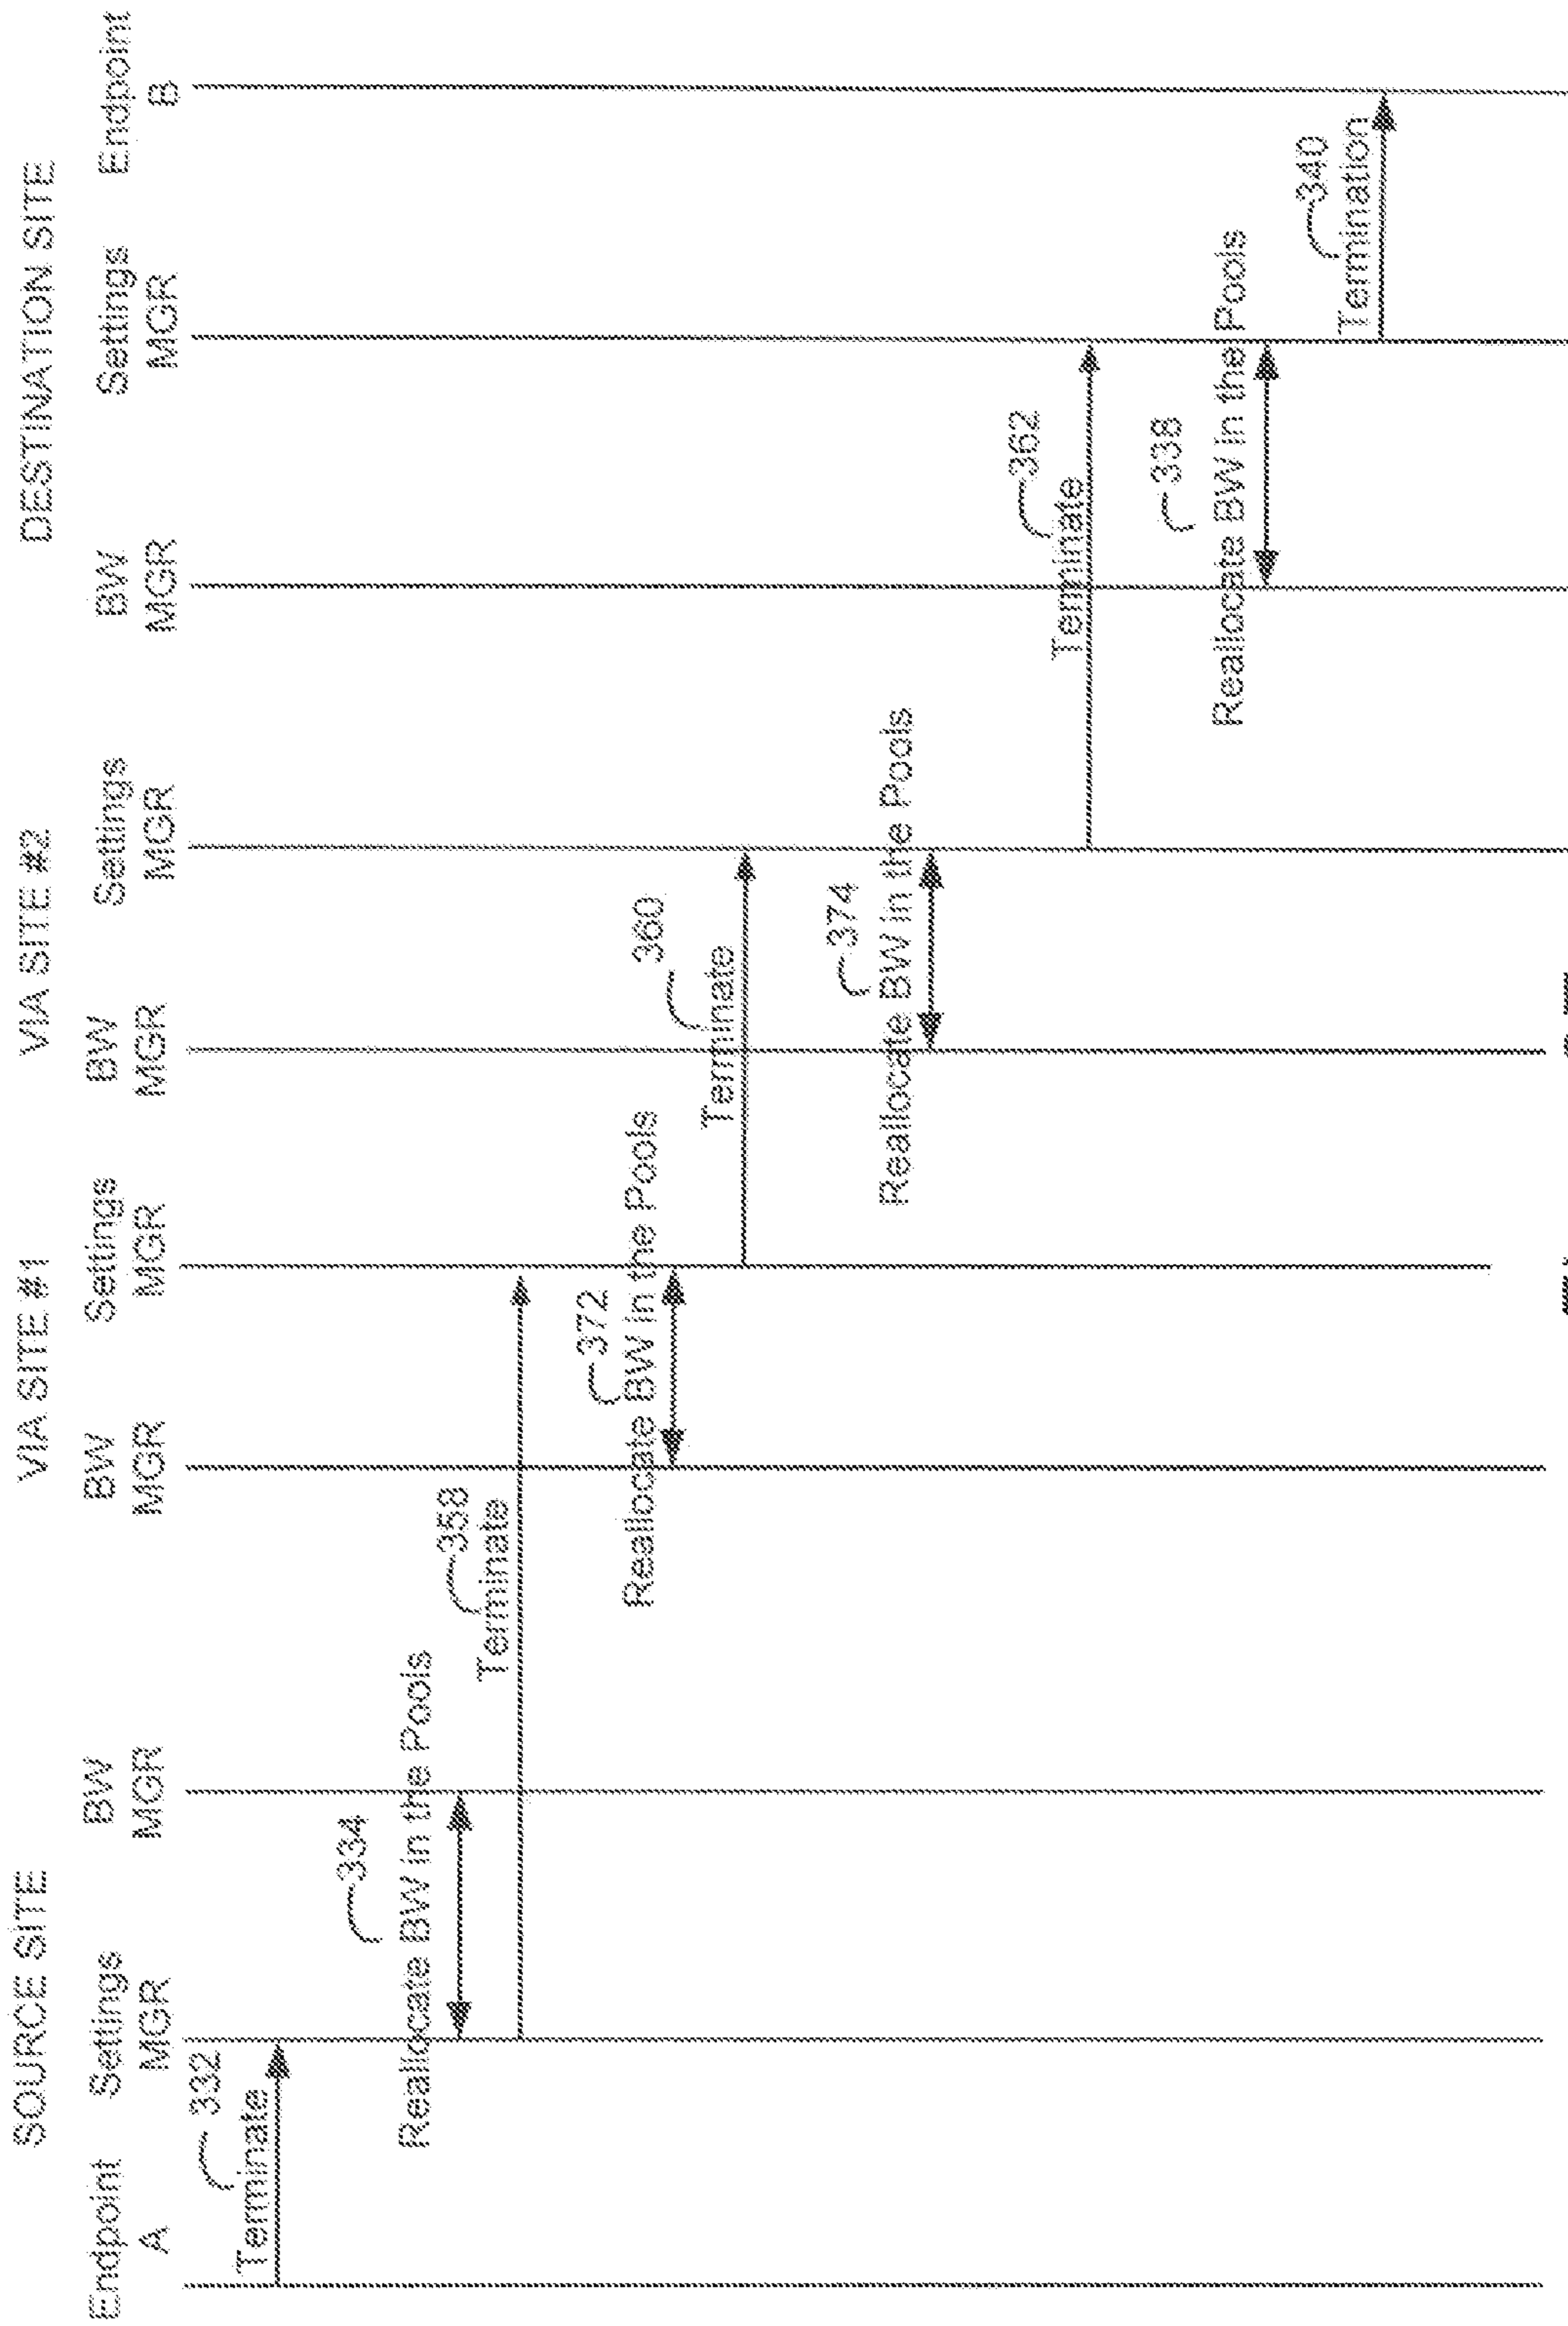 SOURCE SITE
VIA SITE #1
VIA SITE #2
DESTINATION SITE
Endpoint
A
Settings
MGR
BW
MGR
BW
MGR
Settings
MGR
BW
MGR
Settings
MGR
BW
MGR
Settings
MGR
Endpoint
B
332
Terminate
334
Reallocate BW in the Pools
358
Terminate
372
Reallocate BW in the Pools
360
Terminate
374
Reallocate BW in the Pools
362
Terminate
338
Reallocate BW in the Pools
340
Termination